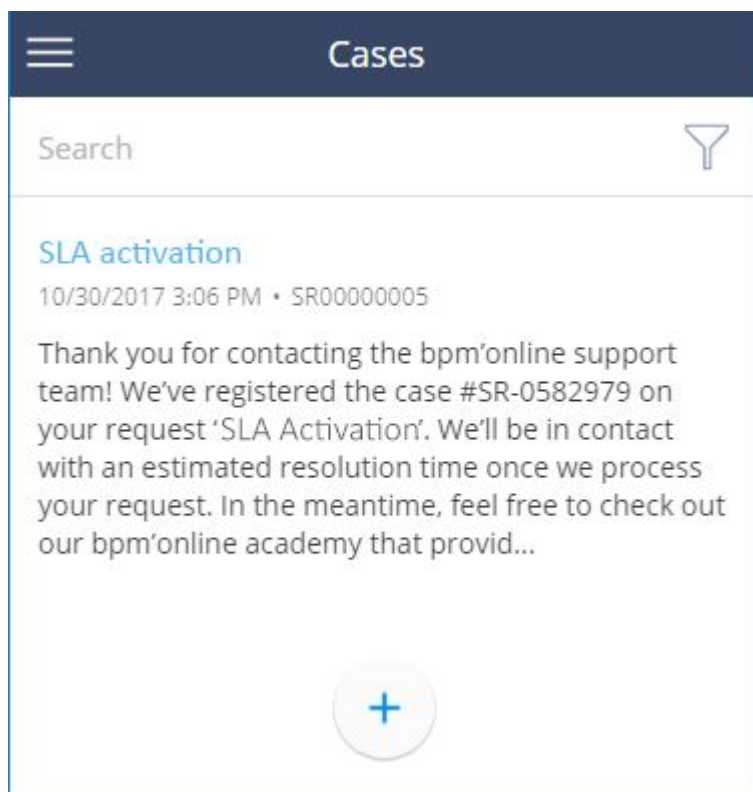 Cases
Search
SLA activation
10/30/2017 3:06 PM • SR00000005
Thank you for contacting the bpm’online support
team! We’ve registered the case #SR-0582979 on
your request ‘SLA Activation’. We’ll be in contact
with an estimated resolution time once we process
your request. In the meantime, feel free to check out
our bpm’online academy that provid...
+